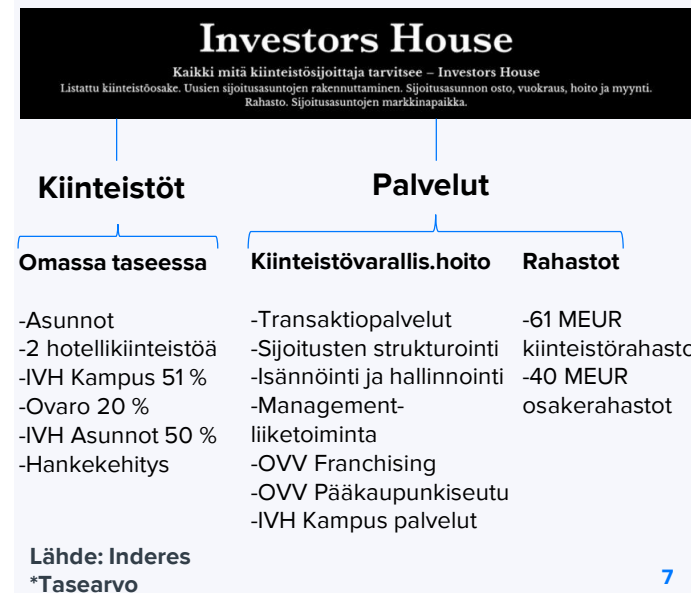 Investors House
Kaikki mitä kiinteistösijoittaja tarvitsee – Investors House
Listattu kiinteistöosake. Uusien sijoitusasuntojen rakennuttaminen. Sijoitusasunnon osto, vuokraus, hoito ja myynti.
Rahasto. Sijoitusasuntojen markkinapaikka.
Kiinteistöt
Palvelut
Omassa taseessa
-Asunnot
-2 hotellikiinteistöä
-IVH Kampus 51 %
-Ovaro 20 %
-IVH Asunnot 50 %
-Hankekehitys
Kiinteistövarallis.hoito
-Transaktiopalvelut
-Sijoitusten strukturointi
-Isännöinti ja hallinnointi
-Management-
liiketoiminta
-OVV Franchising
-OVV Pääkaupunkiseutu
-IVH Kampus palvelut
Rahastot
-61 MEUR
kiinteistörahasto
-40 MEUR
osakerahastot
Lähde: Inderes
*Tasearvo
7